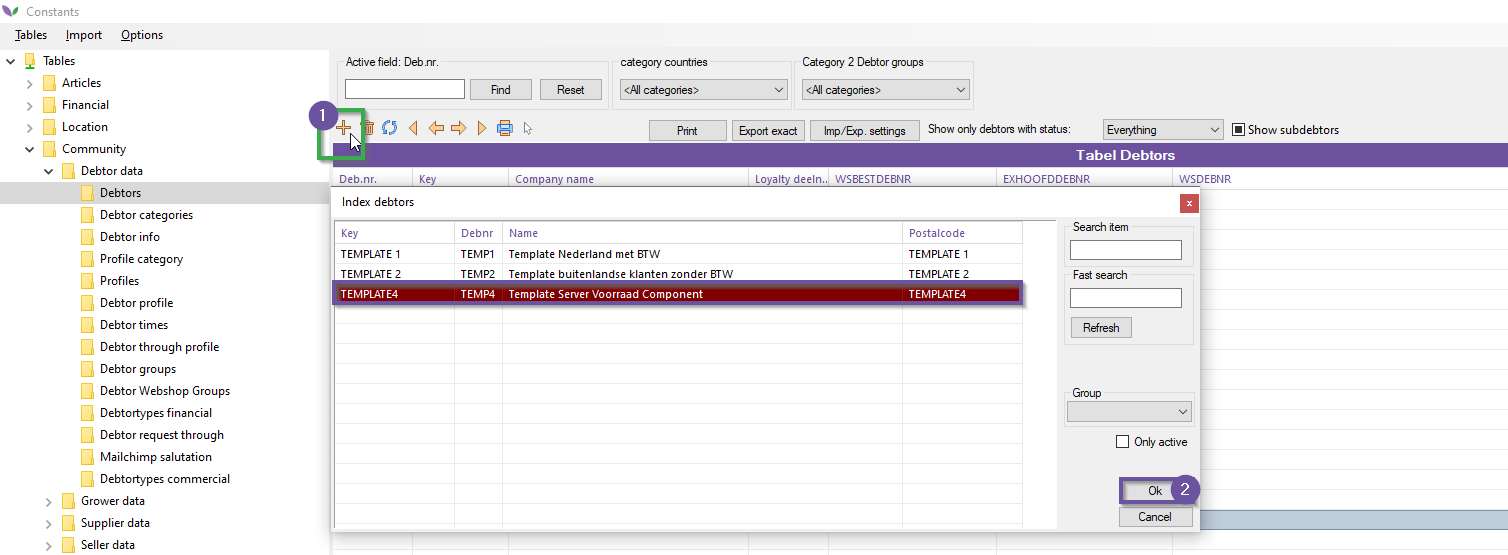 Constants
Tables Import Options
Tables
Articles
Financial
Location
Community
Debtor data
Debtors
Debtor categories
Debtor info
Profile category
Profiles
Debtor profile
Debtor times
Debtor through profile
Debtor groups
Debtor Webshop Groups
Debtortypes financial
Debtor request through
Mailchimp salutation
Debtortypes commercial
Grower data
Supplier data
Seller data
Active field: Deb.nr. category countries Category 2 Debtor groups
Find Reset <All categories> <All categories>
1
Print Export exact Imp/Exp. settings Show only debtors with status: Everything Show subdebtors
Tabel Debtors
Deb.nr. Key Company name Loyalty deeln.. WSBESTDEBNR EXHOOFDDEBNR WSDEBNR
Index debtors x
Key Debnr Name Postalcode
TEMPLATE 1 TEMP1 Template Nederland met BTW TEMPLATE 1
TEMPLATE 2 TEMP2 Template buitenlandse klanten zonder BTW TEMPLATE 2
TEMPLATE4 TEMP4 Template Server Voorraad Component TEMPLATE4
Search item
Fast search
Refresh
Group
Only active
Ok 2
Cancel